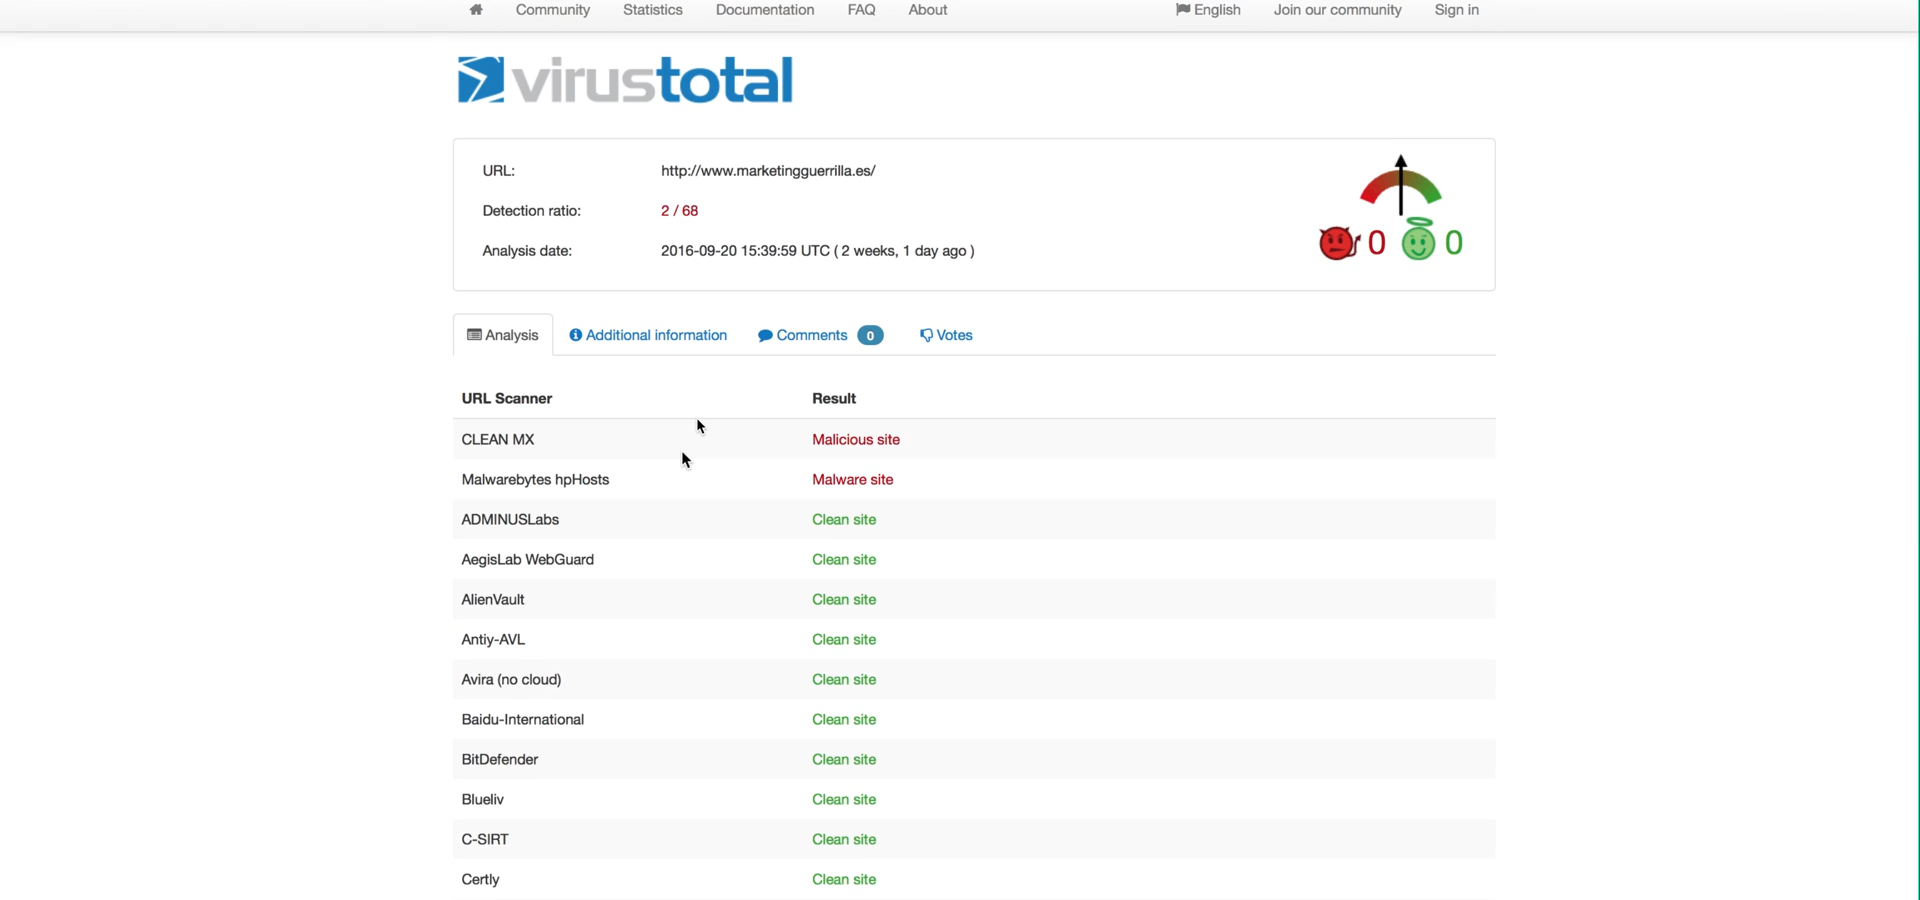 Community Statistics Documentation FAQ About English Join our community Sign in
virustotal
URL: http://www.marketingguerrilla.es/
Detection ratio: 2 / 68
Analysis date: 2016-09-20 15:39:59 UTC ( 2 weeks, 1 day ago )
0 0
Analysis Additional information Comments 0 Votes
URL Scanner Result
CLEAN MX Malicious site
Malwarebytes hpHosts Malware site
ADMINUSLabs Clean site
AegisLab WebGuard Clean site
AlienVault Clean site
Antiy-AVL Clean site
Avira (no cloud) Clean site
Baidu-International Clean site
BitDefender Clean site
Blueliv Clean site
C-SIRT Clean site
Certly Clean site